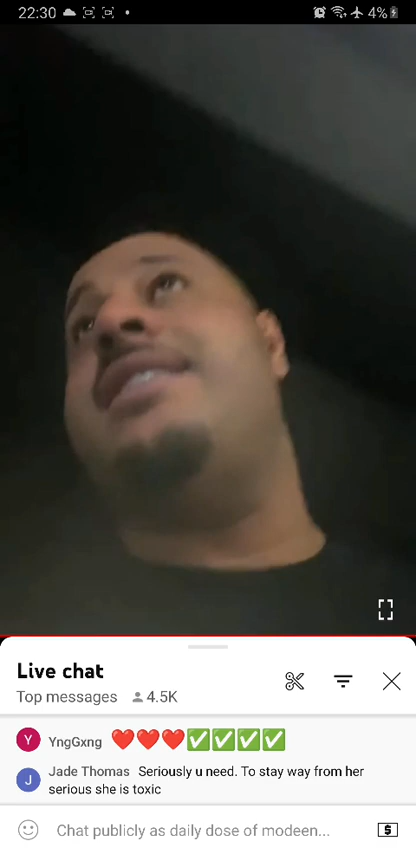 22:30
4%
Live chat
Top messages 4.5K
Y YngGxng ❤️❤️❤️✅✅✅✅
J Jade Thomas Seriously u need. To stay way from her
serious she is toxic
Chat publicly as daily dose of modeen...
$